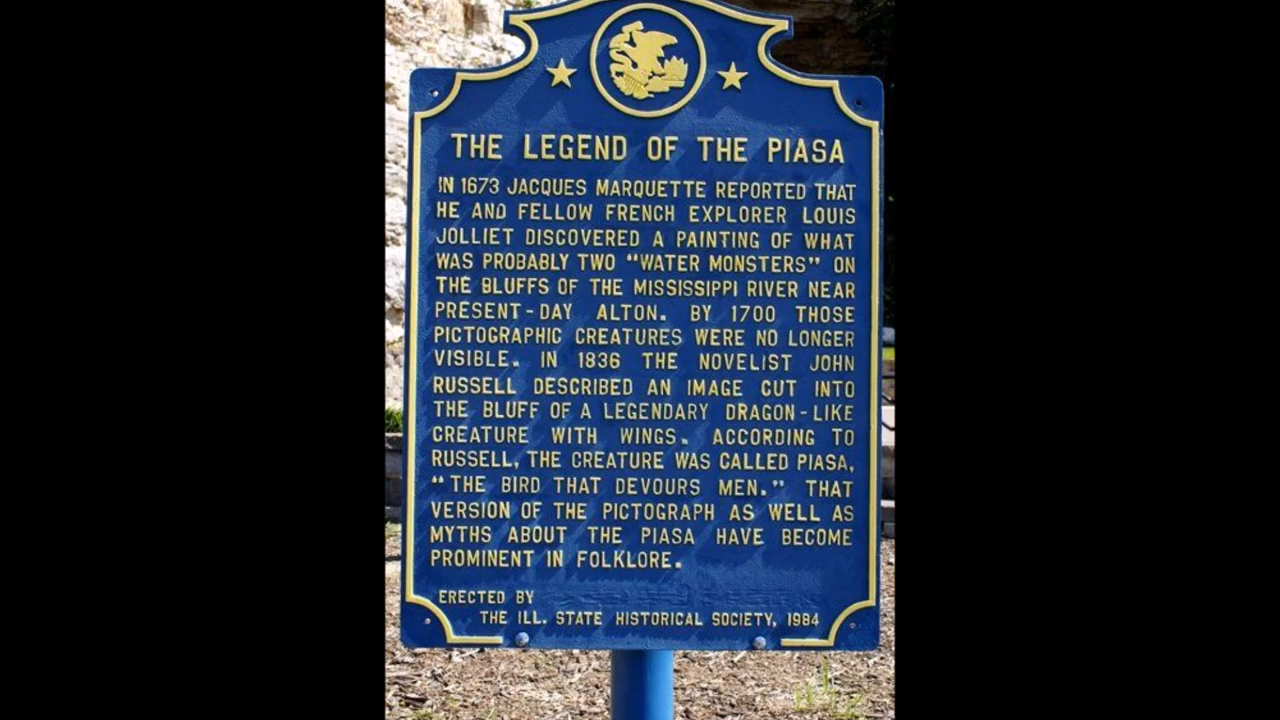 THE LEGEND OF THE PIASA
IN 1673 JACQUES MARQUETTE REPORTED THAT
HE AND FELLOW FRENCH EXPLORER LOUIS
JOLLIET DISCOVERED A PAINTING OF WHAT
WAS PROBABLY TWO “WATER MONSTERS” ON
THE BLUFFS OF THE MISSISSIPPI RIVER NEAR
PRESENT-DAY ALTON. BY 1700 THOSE
PICTOGRAPHIC CREATURES WERE NO LONGER
VISIBLE. IN 1836 THE NOVELIST JOHN
RUSSELL DESCRIBED AN IMAGE CUT INTO
THE BLUFF OF A LEGENDARY DRAGON-LIKE
CREATURE WITH WINGS. ACCORDING TO
RUSSELL, THE CREATURE WAS CALLED PIASA,
“THE BIRD THAT DEVOURS MEN.” THAT
VERSION OF THE PICTOGRAPH AS WELL AS
MYTHS ABOUT THE PIASA HAVE BECOME
PROMINENT IN FOLKLORE.
ERECTED BY
THE ILL. STATE HISTORICAL SOCIETY, 1984